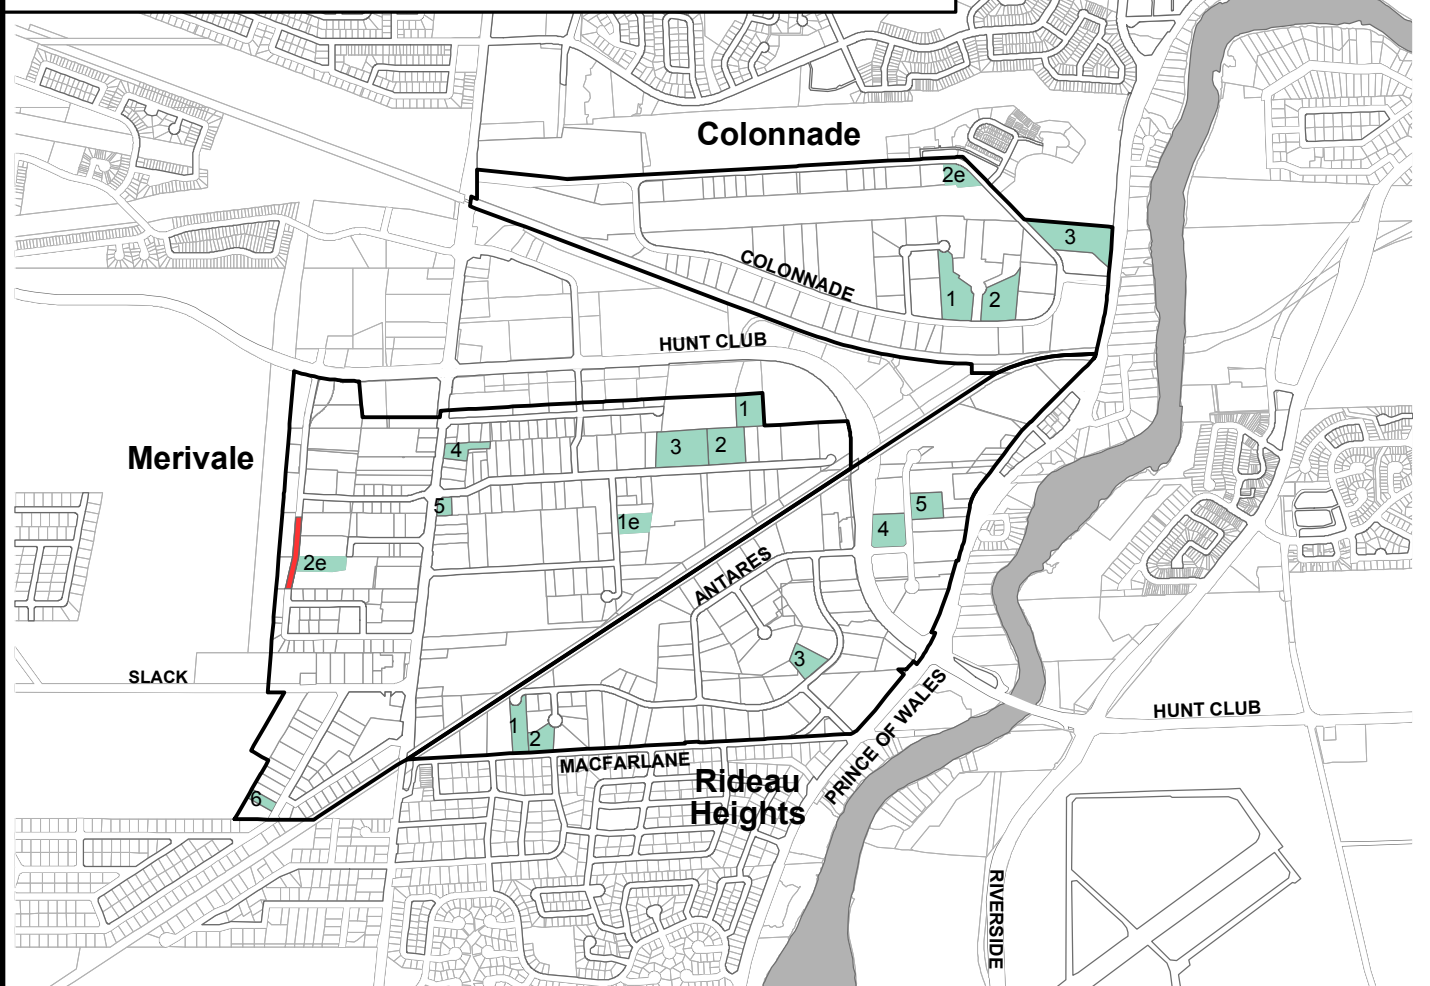 Colonnade
2e
3
COLONNADE
1
2
HUNT CLUB
Merivale
1
4
3
2
5
1e
5
4
2e
ANTARES
3
SLACK
1
2
MACFARLANE
PRINCE OF WALES
HUNT CLUB
Rideau
Heights
6
RIVERSIDE